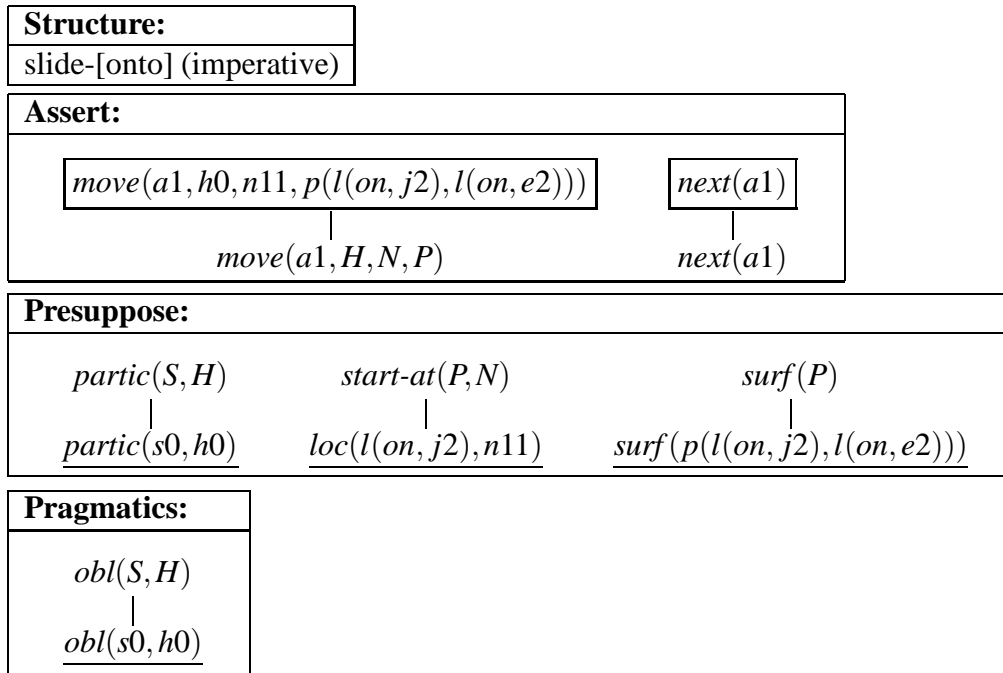 Structure:
slide-[onto] (imperative)
Assert:
move(a1, h0, n11, p(l(on, j2), l(on, e2))) next(a1)
move(a1, H, N, P) next(a1)
Presuppose:
partic(S, H) start-at(P, N) surf(P)
partic(s0, h0) loc(l(on, j2), n11) surf(p(l(on, j2), l(on, e2)))
Pragmatics:
obl(S, H)
obl(s0, h0)